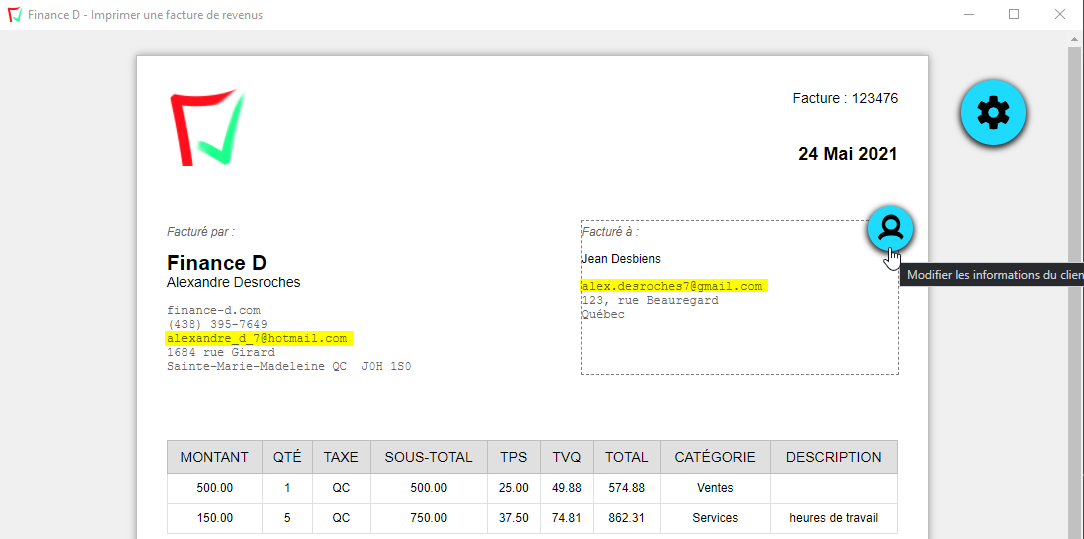 Finance D - Imprimer une facture de revenus
Facture : 123476
24 Mai 2021
Facturé par :
Finance D
Alexandre Desroches
finance-d.com
(438) 395-7649
alexandre_d_7@hotmail.com
1684 rue Girard
Sainte-Marie-Madeleine QC J0H 1S0
Facturé à :
Jean Desbiens
alex.desroches7@gmail.com
123, rue Beauregard
Québec
Modifier les informations du clien
MONTANT QTÉ TAXE SOUS-TOTAL TPS TVQ TOTAL CATÉGORIE DESCRIPTION
500.00 1 QC 500.00 25.00 49.88 574.88 Ventes
150.00 5 QC 750.00 37.50 74.81 862.31 Services heures de travail